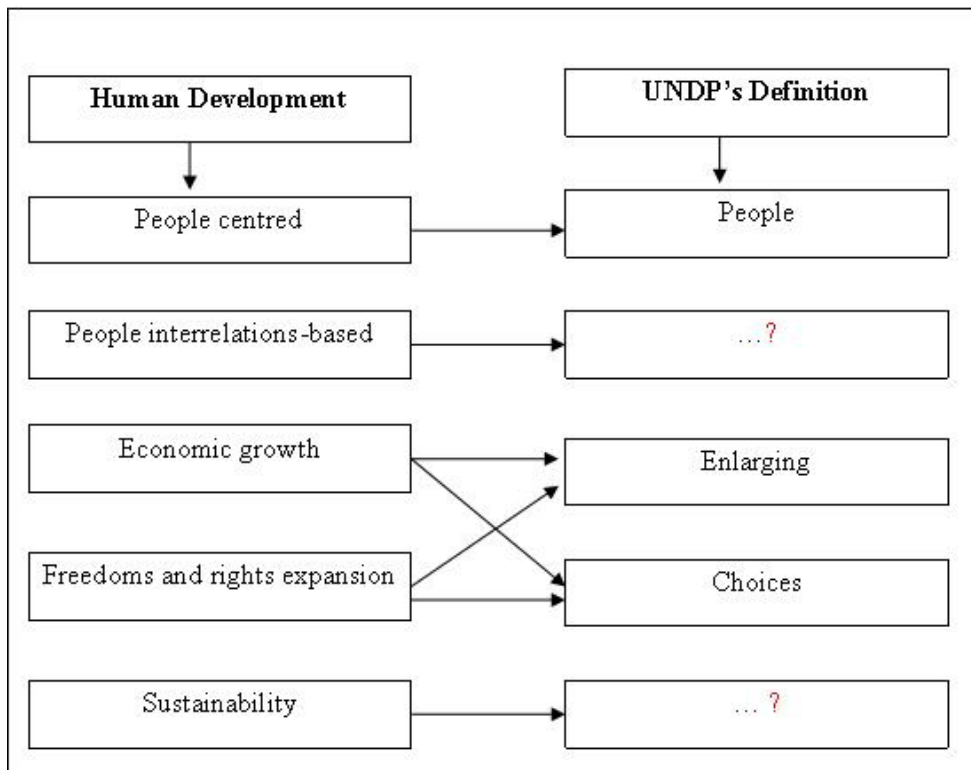 Human Development
UNDP's Definition
People centred
People
People interrelations-based
…?
Economic growth
Enlarging
Freedoms and rights expansion
Choices
Sustainability
… ?